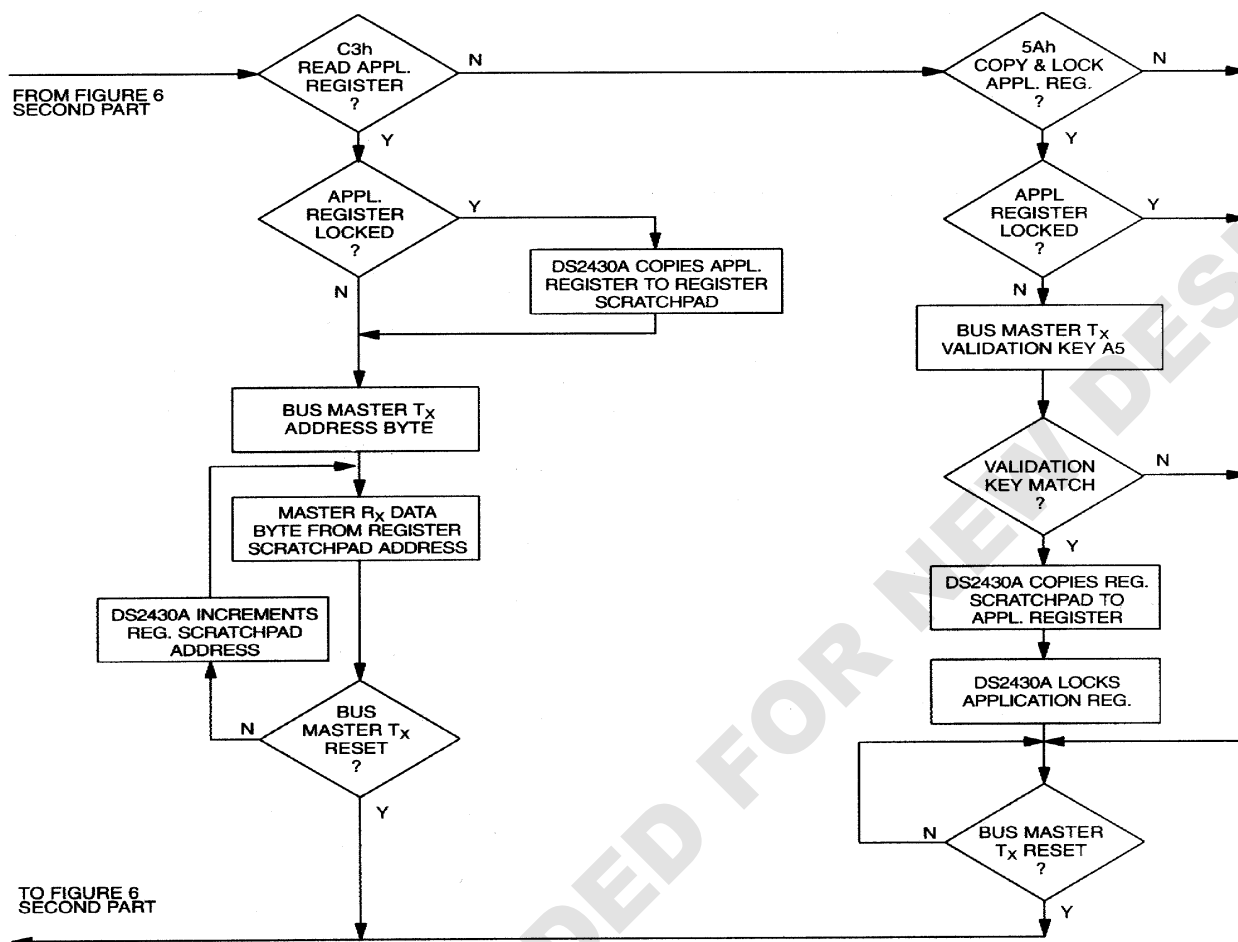 C3h
READ APPL.
REGISTER
?
N
5Ah
COPY & LOCK
APPL. REG.
?
N
FROM FIGURE 6
SECOND PART
Y
Y
APPL.
REGISTER
LOCKED
?
Y
N
DS2430A COPIES APPL.
REGISTER TO REGISTER
SCRATCHPAD
APPL
REGISTER
LOCKED
?
Y
N
BUS MASTER TX
VALIDATION KEY A5
BUS MASTER TX
ADDRESS BYTE
VALIDATION
KEY MATCH
?
N
Y
MASTER RX DATA
BYTE FROM REGISTER
SCRATCHPAD ADDRESS
DS2430A COPIES REG.
SCRATCHPAD TO
APPL. REGISTER
DS2430A INCREMENTS
REG. SCRATCHPAD
ADDRESS
DS2430A LOCKS
APPLICATION REG.
BUS
MASTER TX
RESET
?
N
Y
BUS MASTER
TX RESET
?
N
Y
TO FIGURE 6
SECOND PART
DED FOR NEW DESI